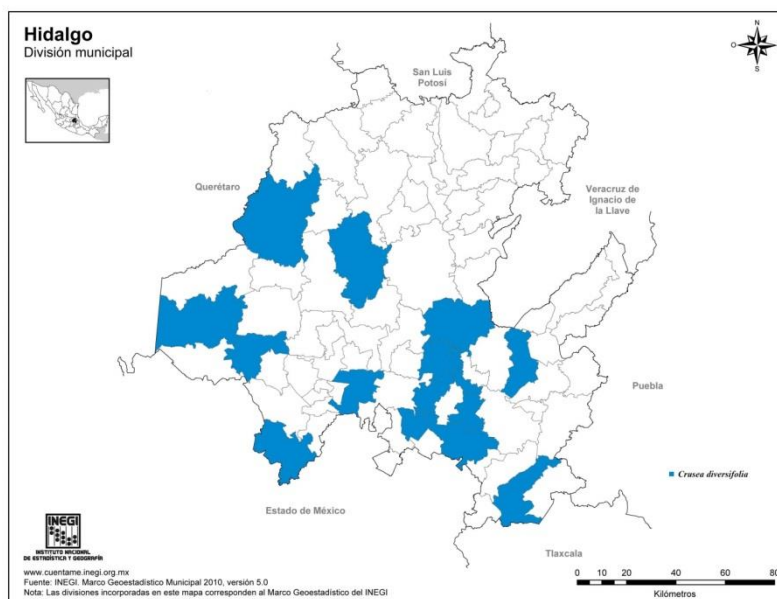 Hidalgo
División municipal
N
O
E
S
San Luis
Potosí
Querétaro
Veracruz de
Ignacio de
la Llave
Puebla
Crusea diversifolia
Estado de México
Tlaxcala
INEGI
INSTITUTO NACIONAL
DE ESTADÍSTICA Y GEOGRAFÍA
www.cuentame.inegi.org.mx
Fuente: INEGI. Marco Geoestadístico Municipal 2010, versión 5.0
Nota: Las divisiones incorporadas en este mapa corresponden al Marco Geoestadístico del INEGI
0 10 20 40 60 80
Kilómetros